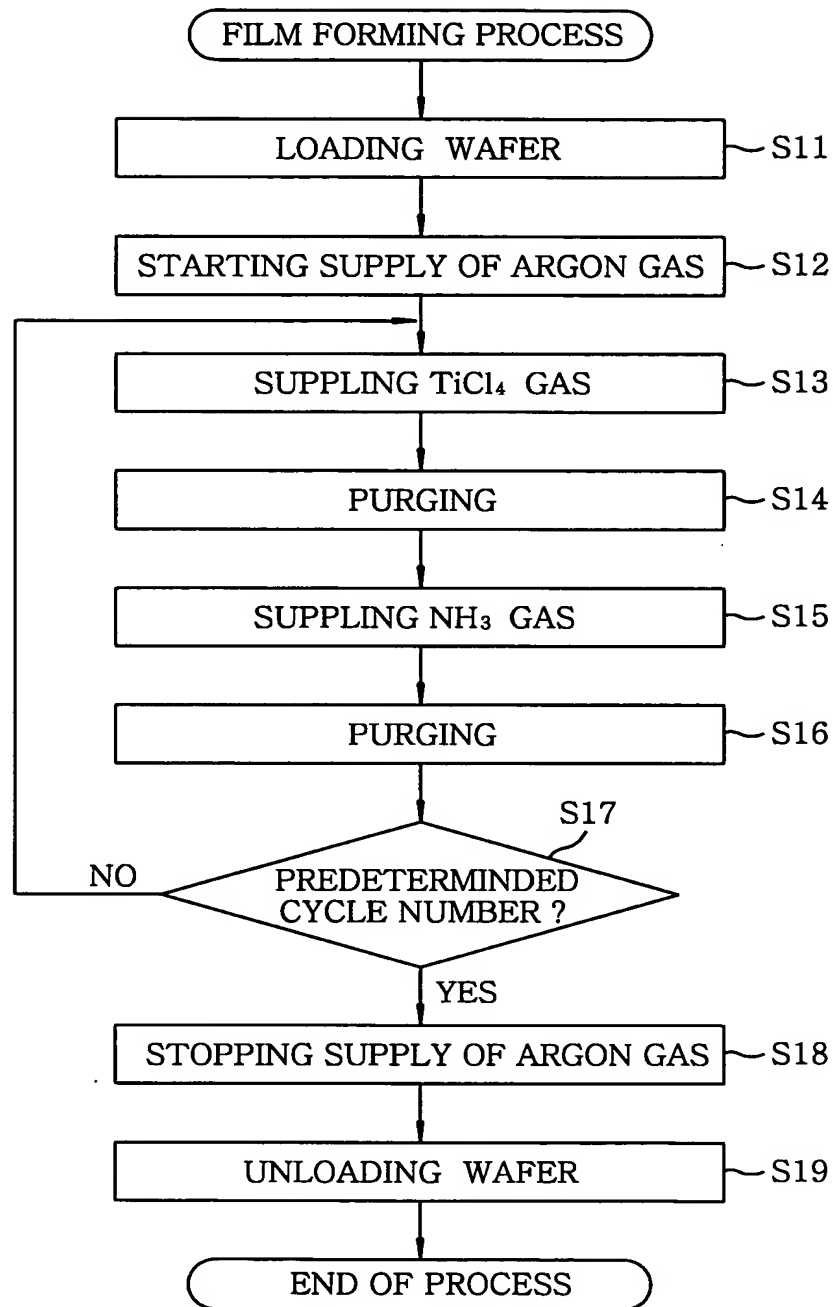 FILM FORMING PROCESS
LOADING WAFER
S11
STARTING SUPPLY OF ARGON GAS
S12
SUPPLING TiCl₄ GAS
S13
PURGING
S14
SUPPLING NH₃ GAS
S15
PURGING
S16
S17
NO
PREDETERMINDED
CYCLE NUMBER ?
YES
STOPPING SUPPLY OF ARGON GAS
S18
UNLOADING WAFER
S19
END OF PROCESS